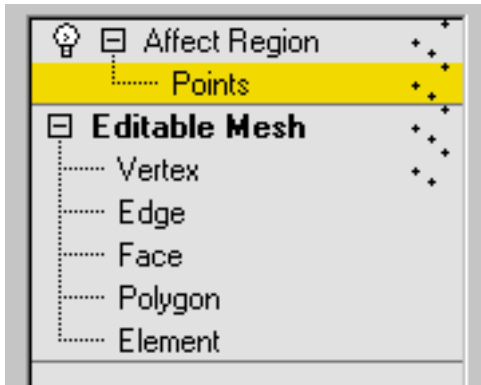 Affect Region
Points
Editable Mesh
Vertex
Edge
Face
Polygon
Element